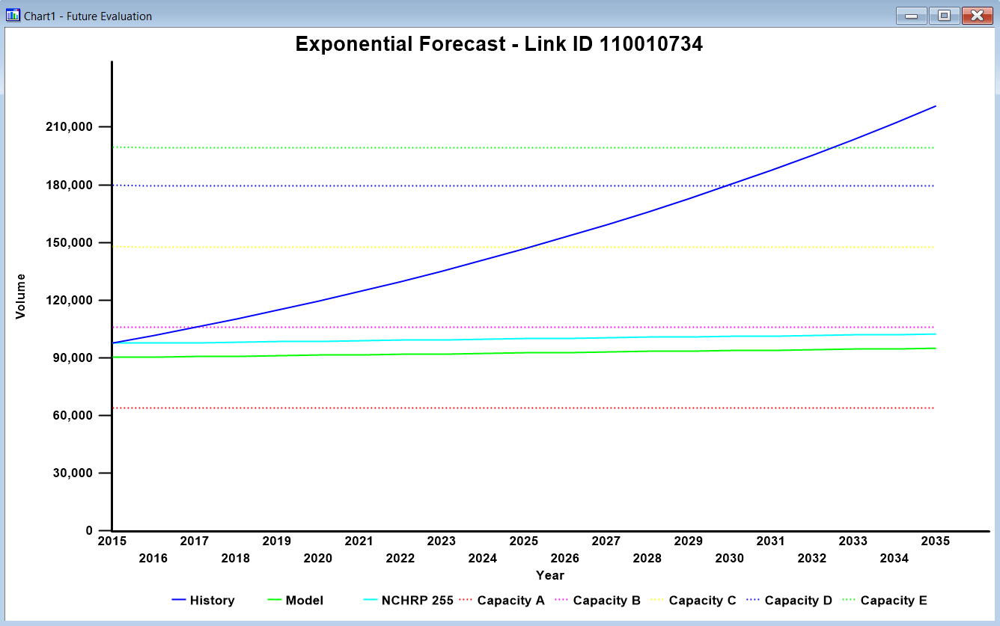 Chart1 - Future Evaluation
Exponential Forecast - Link ID 110010734
210,000
180,000
150,000
120,000
90,000
60,000
30,000
0
Volume
2015 2017 2019 2021 2023 2025 2027 2029 2031 2033 2035
2016 2018 2020 2022 2024 2026 2028 2030 2032 2034
Year
History Model NCHRP 255 Capacity A Capacity B Capacity C Capacity D Capacity E